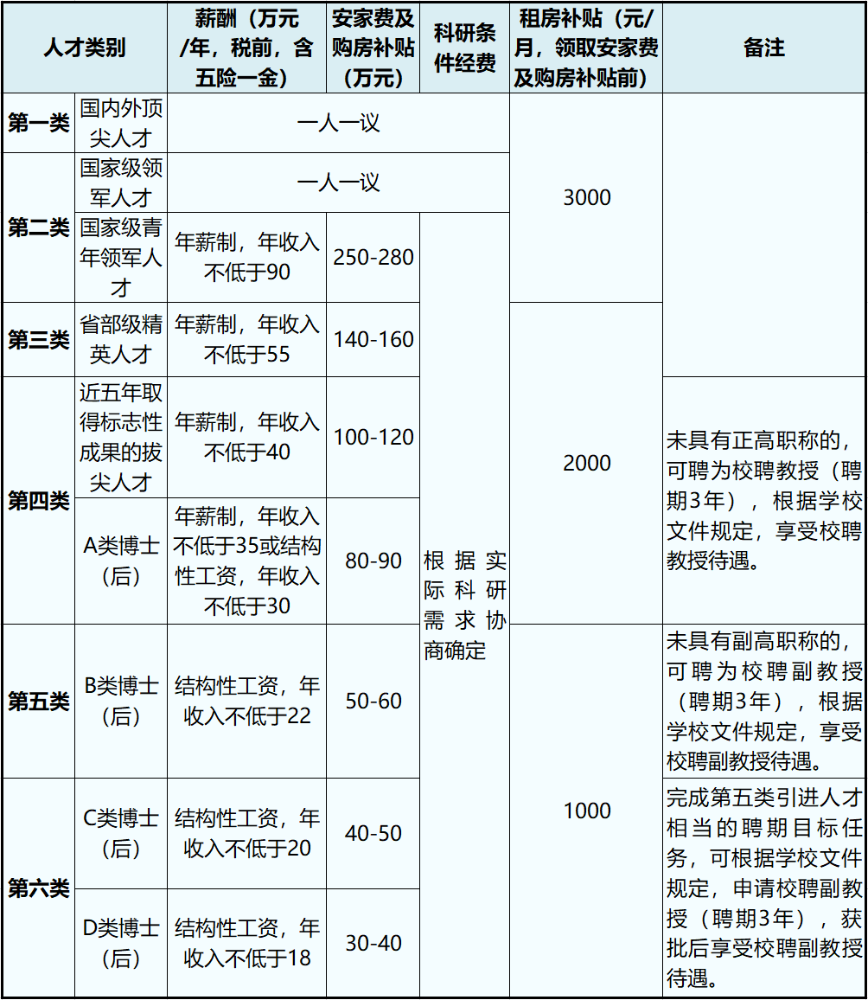 人才类别
薪酬（万元
/年，税前，含
五险一金）
安家费及
购房补贴
（万元）
科研条
件经费
租房补贴（元/
月，领取安家费
及购房补贴前）
备注
第一类
国内外顶
尖人才
一人一议
3000
第二类
国家级领
军人才
一人一议
国家级青
年领军人
才
年薪制，年收入
不低于90
250-280
根据实
际科研
需求协
商确定
第三类
省部级精
英人才
年薪制，年收入
不低于55
140-160
2000
第四类
近五年取
得标志性
成果的拔
尖人才
年薪制，年收入
不低于40
100-120
未具有正高职称的，
可聘为校聘教授（聘
期3年），根据学校
文件规定，享受校聘
教授待遇。
A类博士
（后）
年薪制，年收入
不低于35或结构
性工资，年收入
不低于30
80-90
第五类
B类博士
（后）
结构性工资，年
收入不低于22
50-60
1000
未具有副高职称的，
可聘为校聘副教授
（聘期3年），根据
学校文件规定，享受
校聘副教授待遇。
第六类
C类博士
（后）
结构性工资，年
收入不低于20
40-50
完成第五类引进人才
相当的聘期目标任
务，可根据学校文件
规定，申请校聘副教
授（聘期3年），获
批后享受校聘副教授
待遇。
D类博士
（后）
结构性工资，年
收入不低于18
30-40